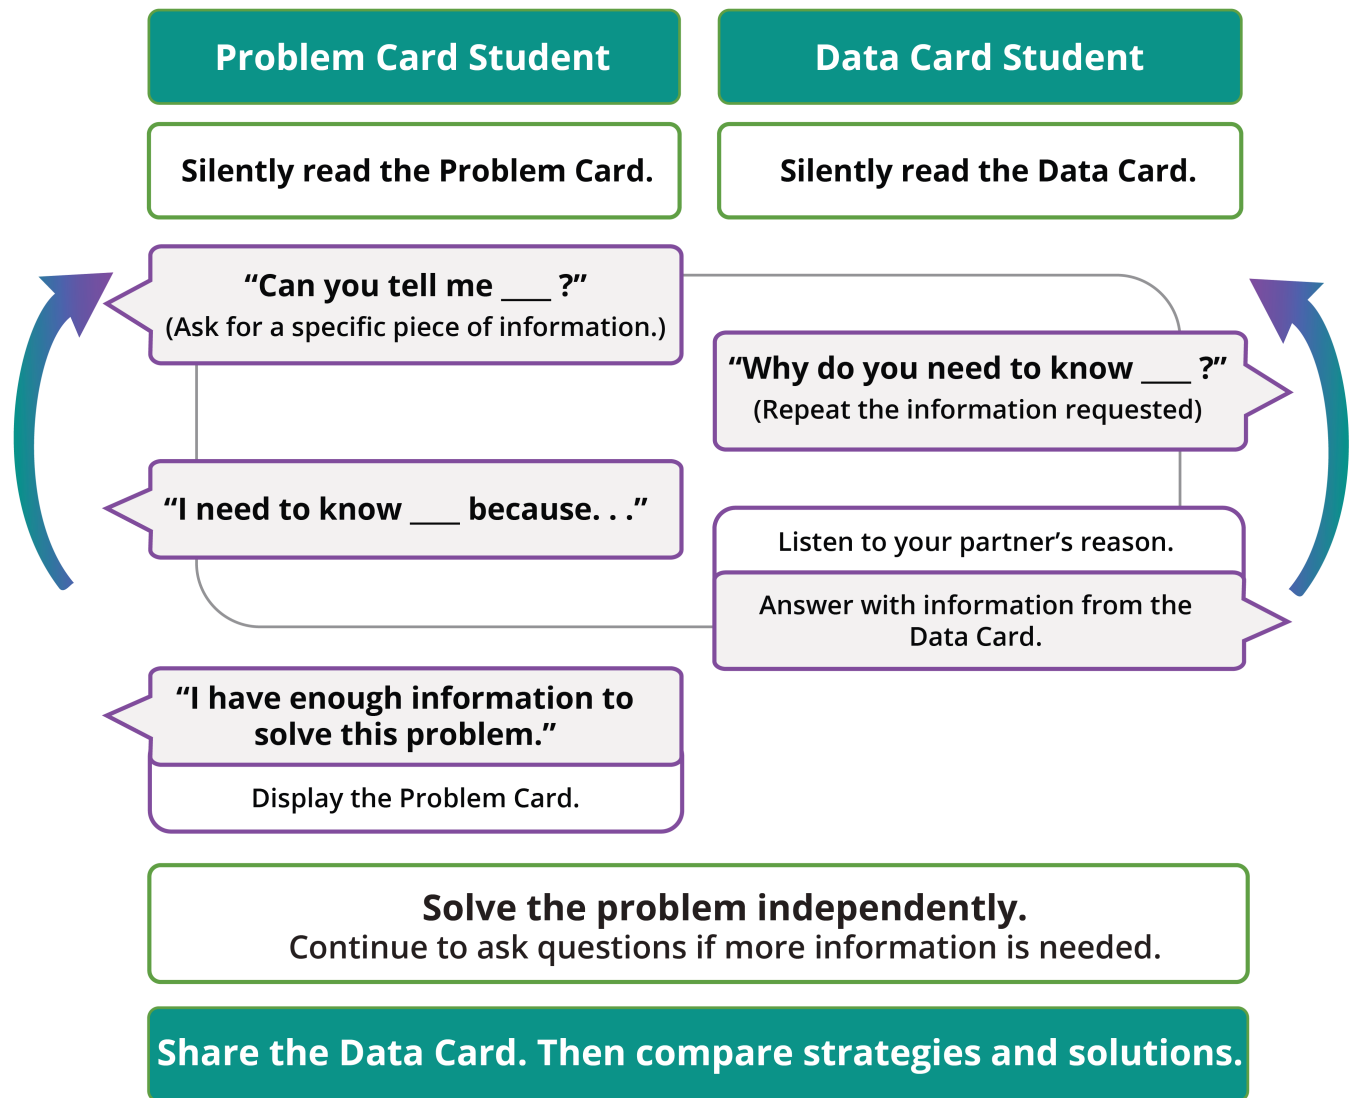 Problem Card Student
Data Card Student
Silently read the Problem Card.
Silently read the Data Card.
“Can you tell me ____ ?”
(Ask for a specific piece of information.)
“Why do you need to know ____ ?”
(Repeat the information requested)
“I need to know ____ because. . .”
Listen to your partner’s reason.
Answer with information from the
Data Card.
“I have enough information to
solve this problem.”
Display the Problem Card.
Solve the problem independently.
Continue to ask questions if more information is needed.
Share the Data Card. Then compare strategies and solutions.